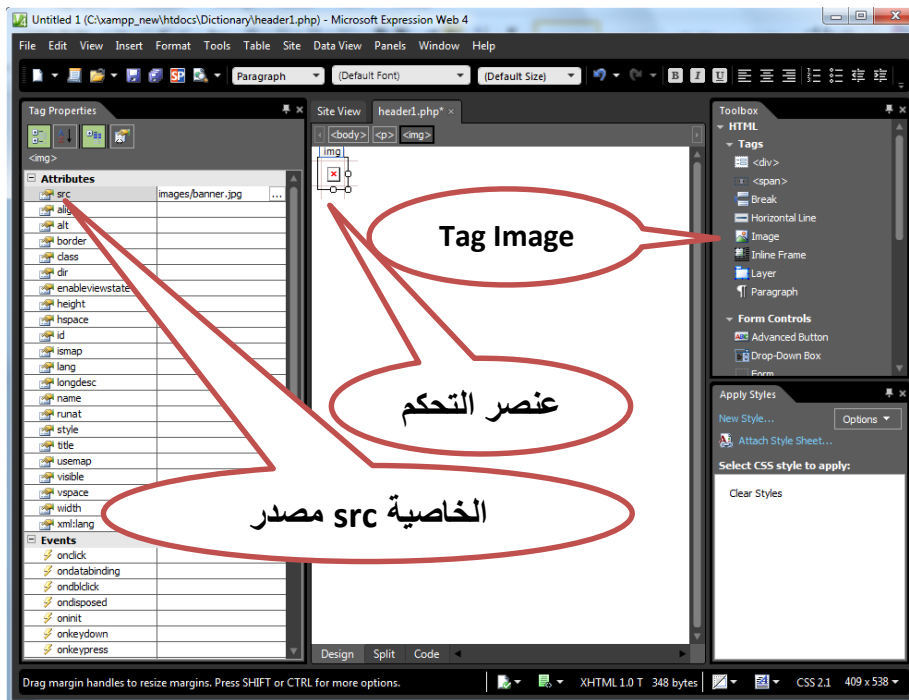 Untitled 1 (C:\xampp_new\htdocs\Dictionary\header1.php) - Microsoft Expression Web 4
File Edit View Insert Format Tools Table Site Data View Panels Window Help
Paragraph (Default Font) (Default Size) B I U
Tag Properties
<img>
Attributes
src images/banner.jpg ...
align
alt
border
class
dir
enableviewstate
height
hspace
id
ismap
lang
longdesc
name
runat
style
title
usemap
visible
vspace
width
xml:lang
Events
onclick
ondatabinding
ondblclick
ondisposed
oninit
onkeydown
onkeypress
Site View header1.php*
<body> <p> <img>
img
Tag Image
عنصر التحكم
الخاصية src مصدر
Design Split Code
Toolbox
HTML
Tags
<div>
<span>
Break
Horizontal Line
Image
Inline Frame
Layer
Paragraph
Form Controls
Advanced Button
Drop-Down Box
Form
Apply Styles
New Style...
Options
Attach Style Sheet...
Select CSS style to apply:
Clear Styles
Drag margin handles to resize margins. Press SHIFT or CTRL for more options. XHTML 1.0 T 348 bytes CSS 2.1 409 x 538